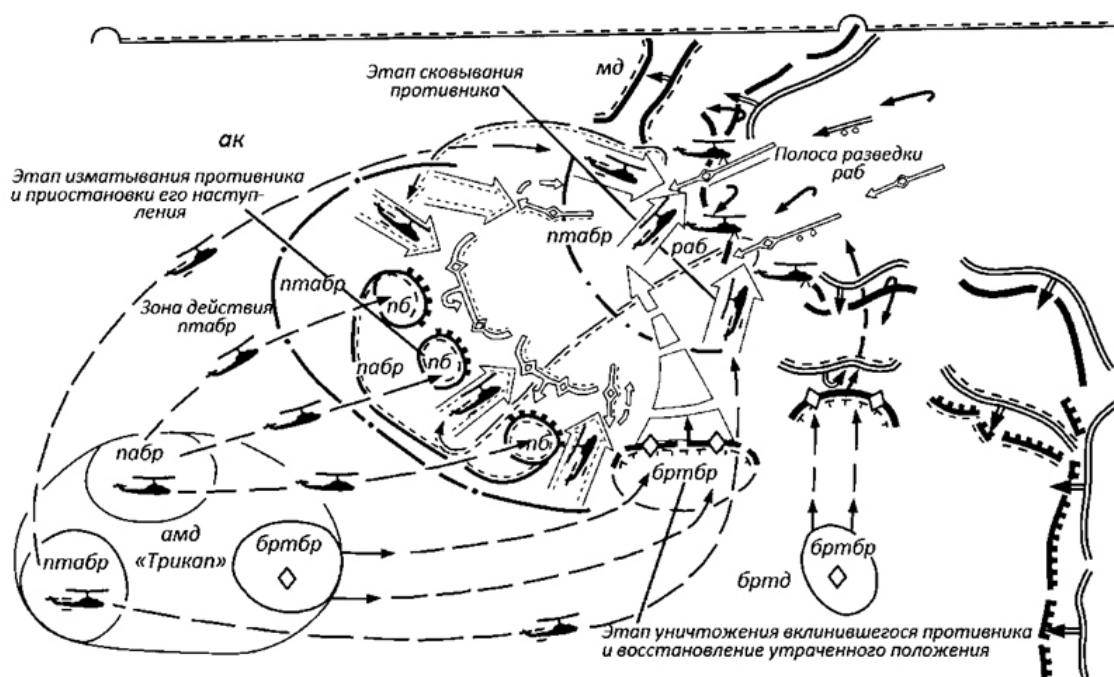 мд
Этап сковывания
противника
ак
Полоса разведки
раб
Этап изматывания противника
и приостановки его наступ-
ления
птабр
раб
птабр
пб
Зона действия
птабр
пабр
пб
пб
пабр
бртбр
амд
«Трикап»
бртбр
птабр
бртбр
бртд
Этап уничтожения вклинившегося противника
и восстановление утраченного положения